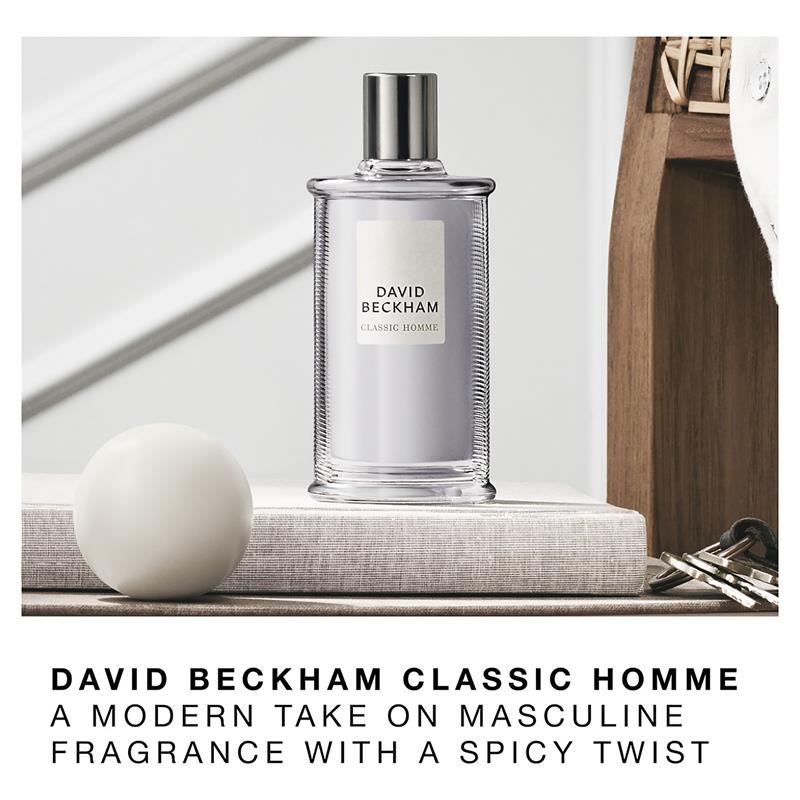 DAVID
BECKHAM
CLASSIC HOMME
DAVID BECKHAM CLASSIC HOMME
A MODERN TAKE ON MASCULINE
FRAGRANCE WITH A SPICY TWIST